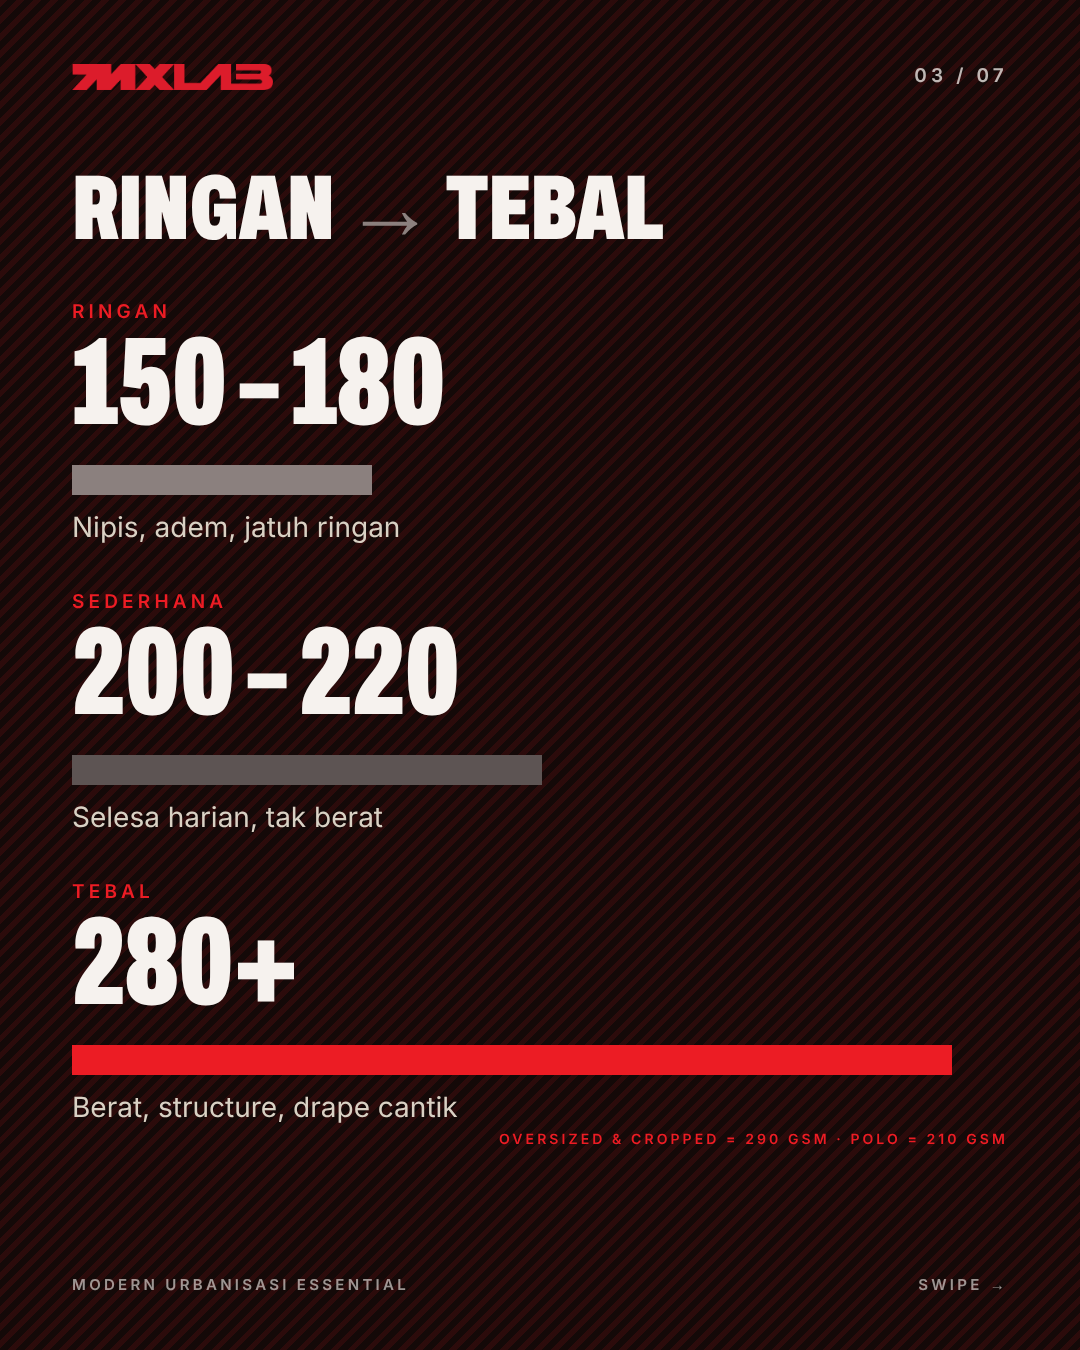 7MXLAB
03 / 07
RINGAN → TEBAL
RINGAN
150–180
Nipis, adem, jatuh ringan
SEDERHANA
200–220
Selesa harian, tak berat
TEBAL
280+
Berat, structure, drape cantik
OVERSIZED & CROPPED = 290 GSM · POLO = 210 GSM
MODERN URBANISASI ESSENTIAL
SWIPE →